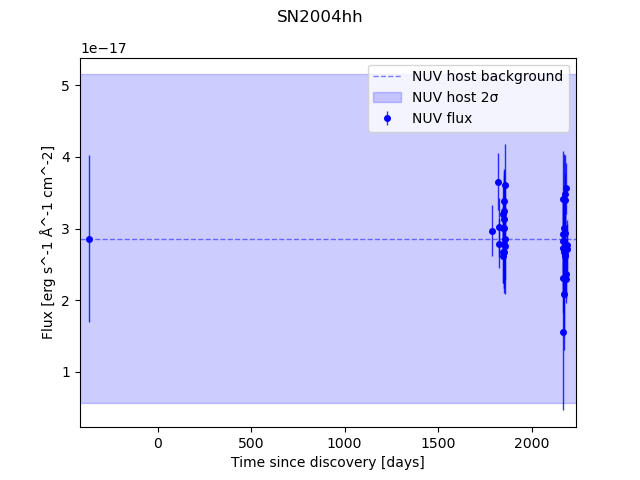 SN2004hh
1e−17
NUV host background
NUV host 2σ
NUV flux
5
4
3
2
1
Flux [erg s^-1 Å^-1 cm^-2]
0
500
1000
1500
2000
Time since discovery [days]